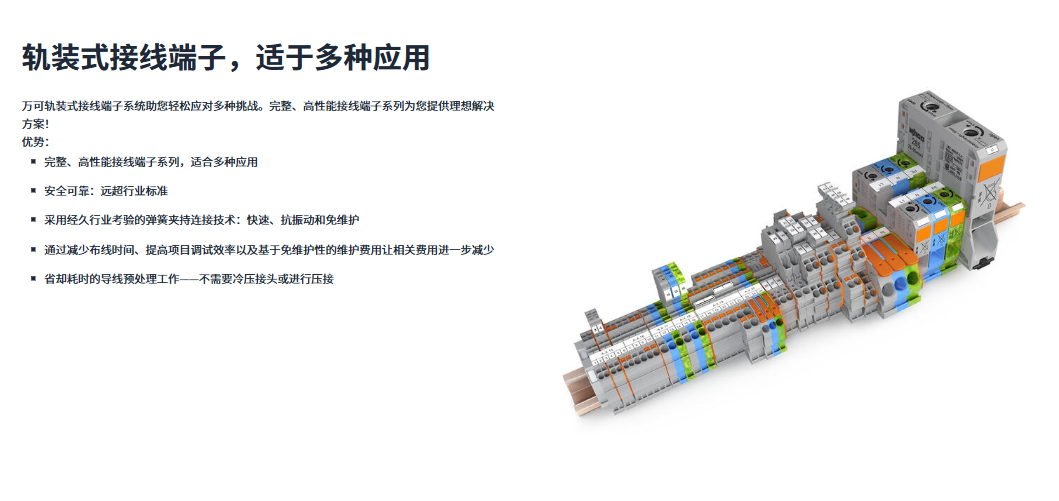 轨装式接线端子，适于多种应用
万可轨装式接线端子系统助您轻松应对多种挑战。完整、高性能接线端子系列为您提供理想解决
方案！
优势：
完整、高性能接线端子系列，适合多种应用
安全可靠：远超行业标准
采用经久行业考验的弹簧夹持连接技术：快速、抗振动和免维护
通过减少布线时间、提高项目调试效率以及基于免维护性的维护费用让相关费用进一步减少
省却耗时的导线预处理工作——不需要冷压接头或进行压接